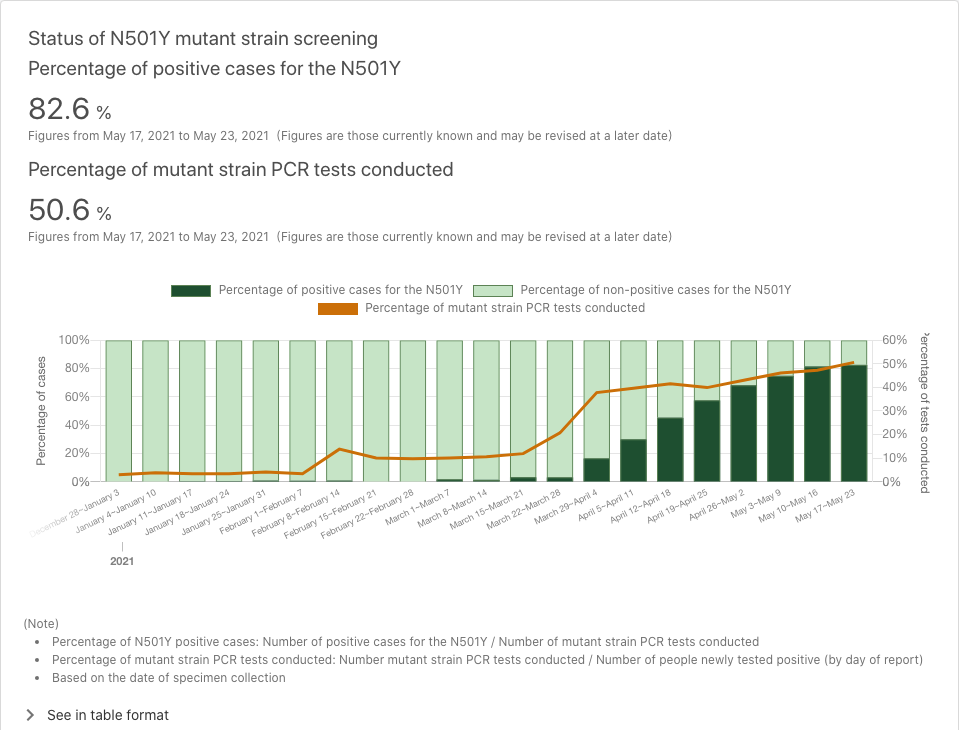 Status of N501Y mutant strain screening
Percentage of positive cases for the N501Y
82.6 %
Figures from May 17, 2021 to May 23, 2021 (Figures are those currently known and may be revised at a later date)
Percentage of mutant strain PCR tests conducted
50.6 %
Figures from May 17, 2021 to May 23, 2021 (Figures are those currently known and may be revised at a later date)
Percentage of positive cases for the N501Y Percentage of non-positive cases for the N501Y
Percentage of mutant strain PCR tests conducted
Percentage of cases
100%
80%
60%
40%
20%
0%
60%
50%
40%
30%
20%
10%
0%
Percentage of tests conducted
December 28~January 3
January 4~January 10
January 11~January 17
January 18~January 24
January 25~January 31
February 1~February 7
February 8~February 14
February 15~February 21
February 22~February 28
March 1~March 7
March 8~March 14
March 15~March 21
March 22~March 28
March 29~April 4
April 5~April 11
April 12~April 18
April 19~April 25
April 26~May 2
May 3~May 9
May 10~May 16
May 17~May 23
2021
(Note)
• Percentage of N501Y positive cases: Number of positive cases for the N501Y / Number of mutant strain PCR tests conducted
• Percentage of mutant strain PCR tests conducted: Number mutant strain PCR tests conducted / Number of people newly tested positive (by day of report)
• Based on the date of specimen collection
See in table format